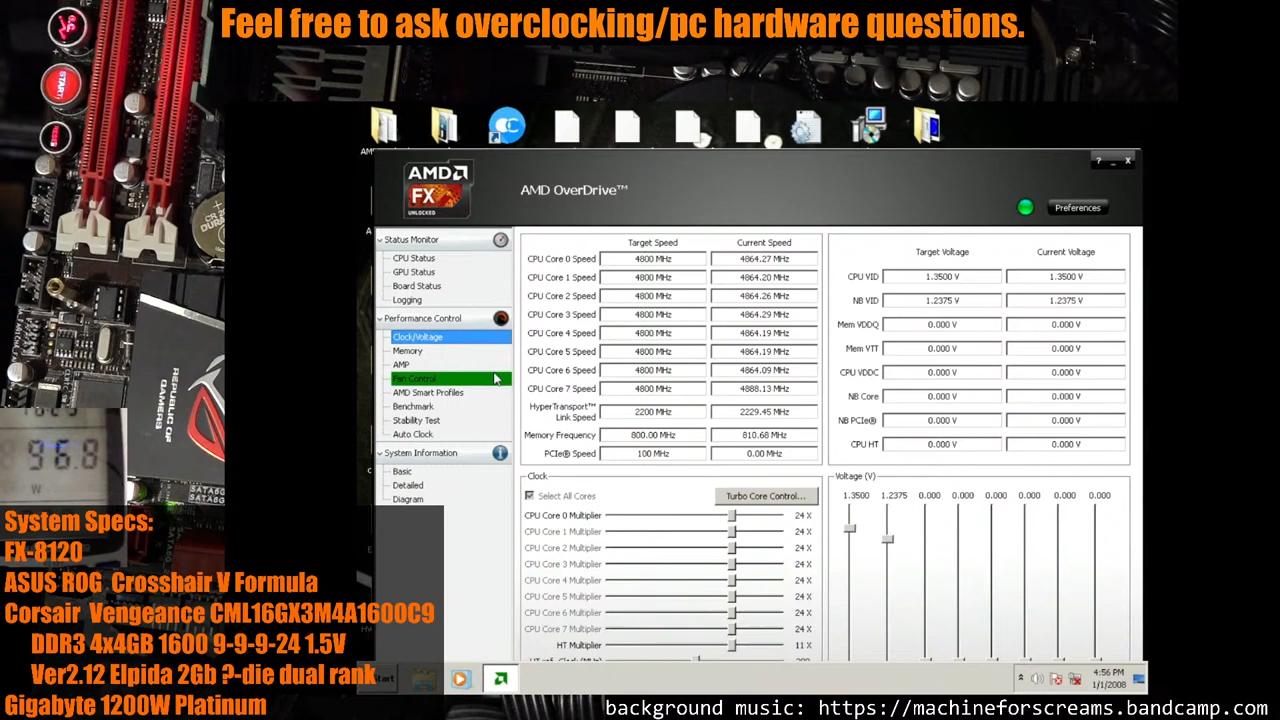 Feel free to ask overclocking/pc hardware questions.
START
CR
DURA
REPUBLIC OF
GAMERS
96.8
W
SATA6G
System Specs:
FX-8120
ASUS ROG Crosshair V Formula
Corsair Vengeance CML16GX3M4A1600C9
DDR3 4x4GB 1600 9-9-9-24 1.5V
Ver2.12 Elpida 2Gb ?-die dual rank
Gigabyte 1200W Platinum
AMD
FX
UNLOCKED
AMD OverDrive™
? _ x
Preferences
Status Monitor
CPU Status
GPU Status
Board Status
Logging
Performance Control
Clock/Voltage
Memory
AMP
Fan Control
AMD Smart Profiles
Benchmark
Stability Test
Auto Clock
System Information
Basic
Detailed
Diagram
Target Speed Current Speed
CPU Core 0 Speed 4800 MHz 4864.27 MHz
CPU Core 1 Speed 4800 MHz 4864.20 MHz
CPU Core 2 Speed 4800 MHz 4864.26 MHz
CPU Core 3 Speed 4800 MHz 4864.29 MHz
CPU Core 4 Speed 4800 MHz 4864.19 MHz
CPU Core 5 Speed 4800 MHz 4864.19 MHz
CPU Core 6 Speed 4800 MHz 4864.09 MHz
CPU Core 7 Speed 4800 MHz 4888.13 MHz
HyperTransport™
Link Speed 2200 MHz 2229.45 MHz
Memory Frequency 800.00 MHz 810.68 MHz
PCIe® Speed 100 MHz 0.00 MHz
Target Voltage Current Voltage
CPU VID 1.3500 V 1.3500 V
NB VID 1.2375 V 1.2375 V
Mem VDDQ 0.000 V 0.000 V
Mem VTT 0.000 V 0.000 V
CPU VDDC 0.000 V 0.000 V
NB Core 0.000 V 0.000 V
NB PCIe® 0.000 V 0.000 V
CPU HT 0.000 V 0.000 V
Clock
Select All Cores Turbo Core Control...
CPU Core 0 Multiplier 24 X
CPU Core 1 Multiplier 24 X
CPU Core 2 Multiplier 24 X
CPU Core 3 Multiplier 24 X
CPU Core 4 Multiplier 24 X
CPU Core 5 Multiplier 24 X
CPU Core 6 Multiplier 24 X
CPU Core 7 Multiplier 24 X
HT Multiplier 11 X
Voltage (V)
1.3500 1.2375 0.000 0.000 0.000 0.000 0.000 0.000
4:56 PM
1/1/2008
background music: https://machineforscreams.bandcamp.com